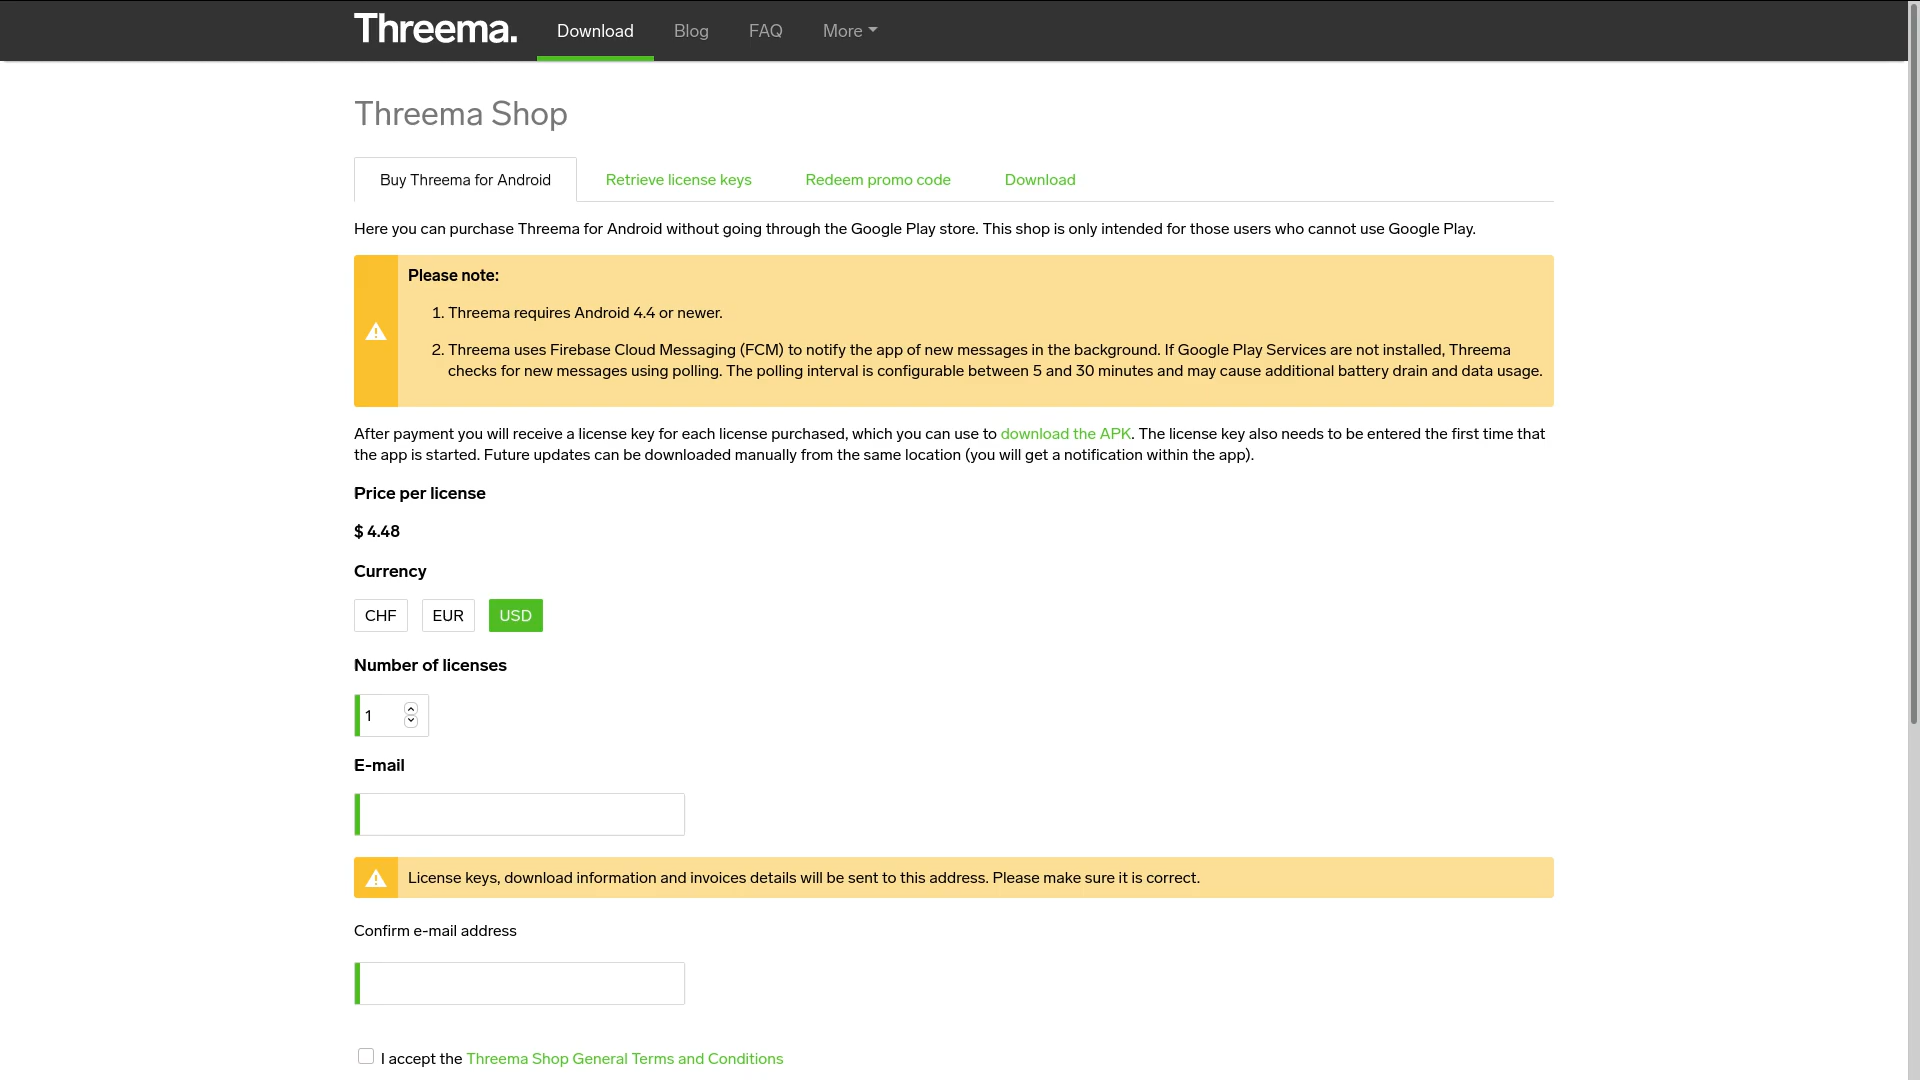 Threema.
Download
Blog
FAQ
More
Threema Shop
Buy Threema for Android
Retrieve license keys
Redeem promo code
Download
Here you can purchase Threema for Android without going through the Google Play store. This shop is only intended for those users who cannot use Google Play.
Please note:
1. Threema requires Android 4.4 or newer.
2. Threema uses Firebase Cloud Messaging (FCM) to notify the app of new messages in the background. If Google Play Services are not installed, Threema
checks for new messages using polling. The polling interval is configurable between 5 and 30 minutes and may cause additional battery drain and data usage.
After payment you will receive a license key for each license purchased, which you can use to download the APK. The license key also needs to be entered the first time that
the app is started. Future updates can be downloaded manually from the same location (you will get a notification within the app).
Price per license
$ 4.48
Currency
CHF
EUR
USD
Number of licenses
1
E-mail
License keys, download information and invoices details will be sent to this address. Please make sure it is correct.
Confirm e-mail address
I accept the Threema Shop General Terms and Conditions